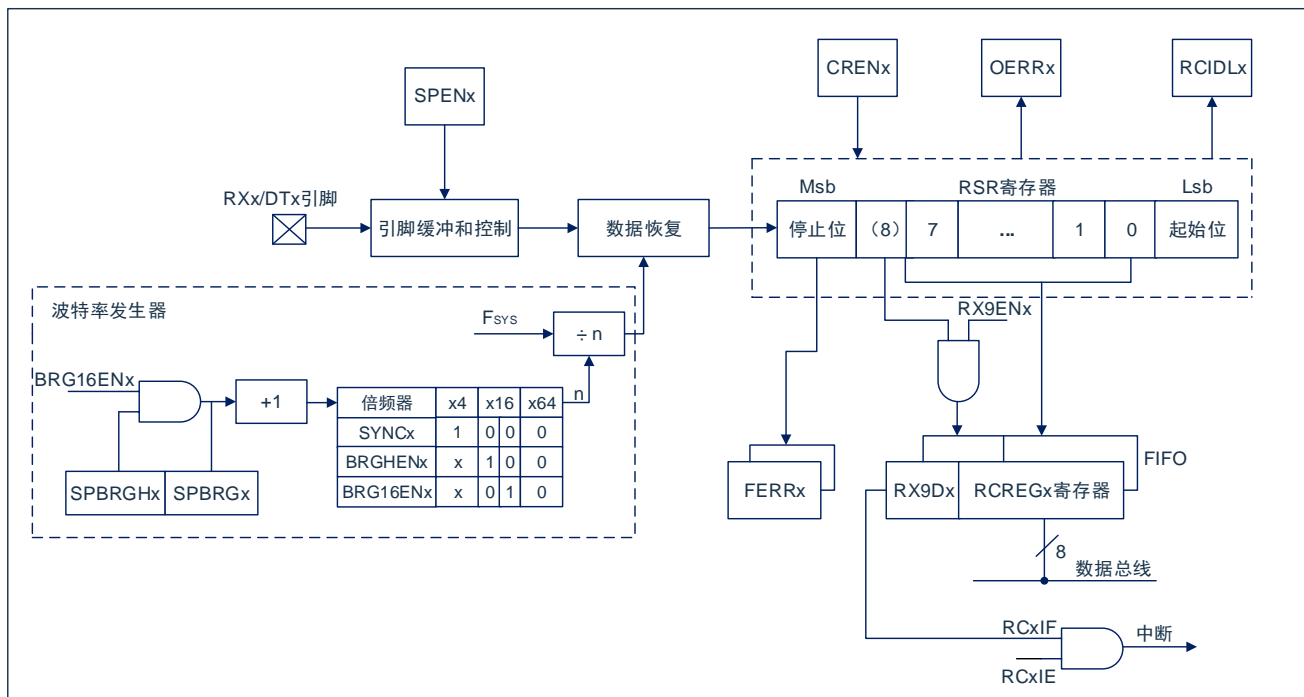 CRENx OERRx RCIDLx
SPENx
Msb RSR寄存器 Lsb
RXx/DTx引脚
引脚缓冲和控制 数据恢复 停止位 （8） 7 ... 1 0 起始位
波特率发生器
RX9ENx
FSYS
÷ n
BRG16ENx
+1
n
倍频器 x4 x16 x64
SYNCx 1 0 0 0
BRGHENx x 1 0 0
BRG16ENx x 0 1 0
SPBRGHx SPBRGx
FIFO
FERRx RX9Dx RCREGx寄存器
8
数据总线
RCxIF 中断
RCxIE